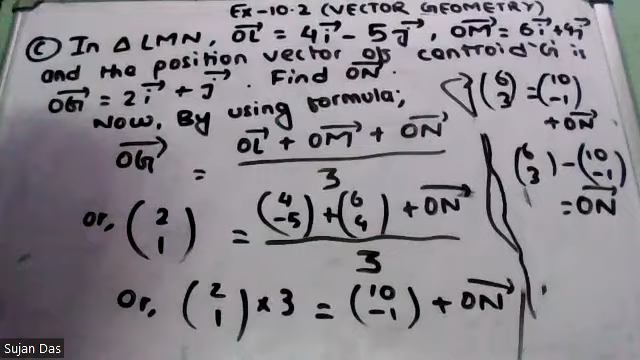 Ex-10.2 (VECTOR GEOMETRY)
(c) In △ LMN, OL⃗ = 4i⃗ - 5j⃗, OM⃗ = 6i⃗ + 4j⃗
and the position vector of centroid G is
OG⃗ = 2i⃗ + j⃗. Find ON⃗.
Now, By using formula;
OG⃗ = (OL⃗ + OM⃗ + ON⃗) / 3
or, (2 1) = ((4 -5) + (6 4) + ON⃗) / 3
or, (2 1) × 3 = (10 -1) + ON⃗
(6 3) = (10 -1)
+ ON⃗
(6 3) - (10 -1)
= ON⃗
Sujan Das